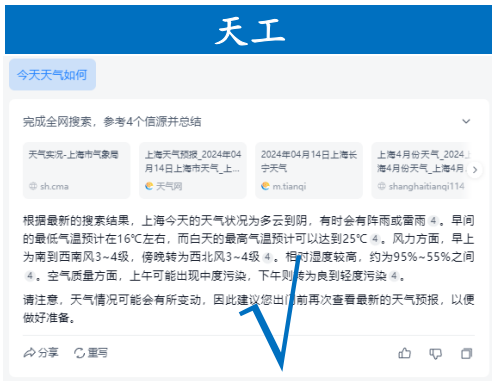 天工
今天天气如何
完成全网搜索，参考4个信源并总结
天气实况-上海市气象局
sh.cma
上海天气预报_2024年04
月14日上海市天气_上...
天气网
2024年04月14日上海长
宁天气
m.tianqi
上海4月份天气_2024上
海4月份天气_上海4月
shanghaitianqi114
根据最新的搜索结果，上海今天的天气状况为多云到阴，有时会有阵雨或雷雨 4 。早间
的最低气温预计在16℃左右，而白天的最高气温预计可以达到25℃ 4 。风力方面，早上
为南到西南风3~4级，傍晚转为西北风3~4级 4 。相对湿度较高，约为95%~55%之间
4 。空气质量方面，上午可能出现中度污染，下午则转为良到轻度污染 4 。
请注意，天气情况可能会有所变动，因此建议您出门前再次查看最新的天气预报，以便
做好准备。
分享 重写